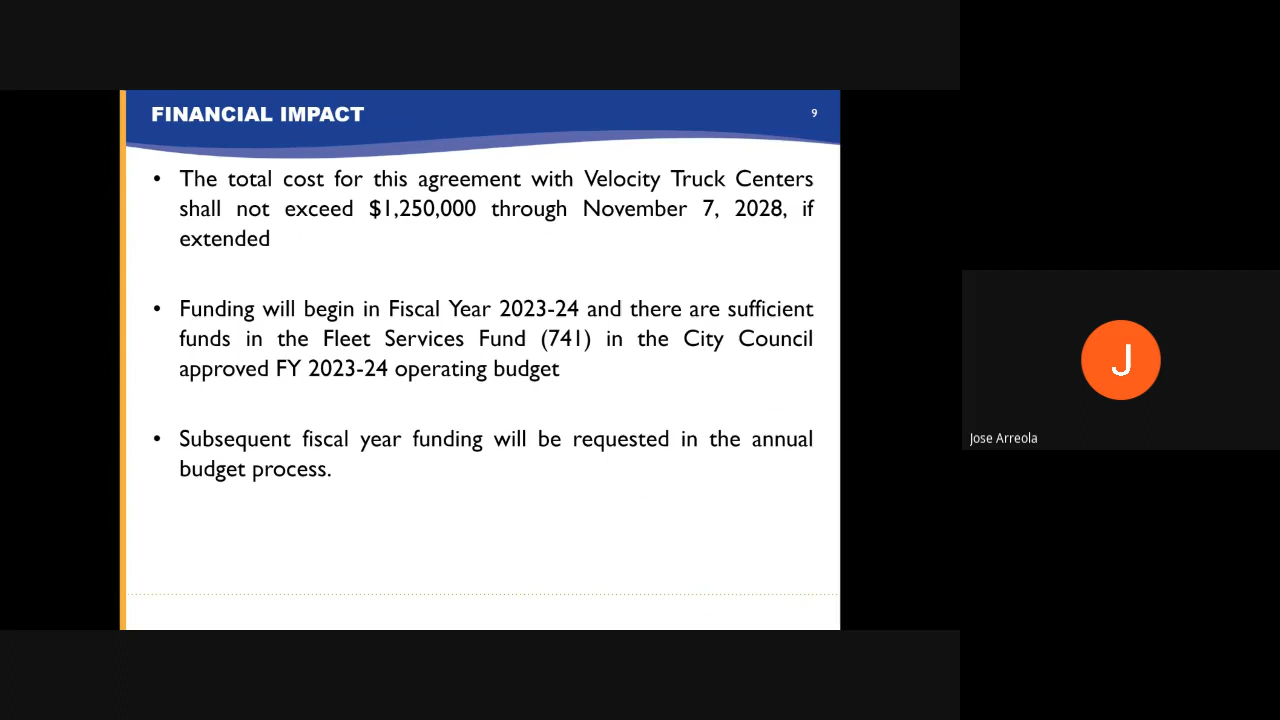 FINANCIAL IMPACT
9
• The total cost for this agreement with Velocity Truck Centers
shall not exceed $1,250,000 through November 7, 2028, if
extended
• Funding will begin in Fiscal Year 2023-24 and there are sufficient
funds in the Fleet Services Fund (741) in the City Council
approved FY 2023-24 operating budget
• Subsequent fiscal year funding will be requested in the annual
budget process.
J
Jose Arreola